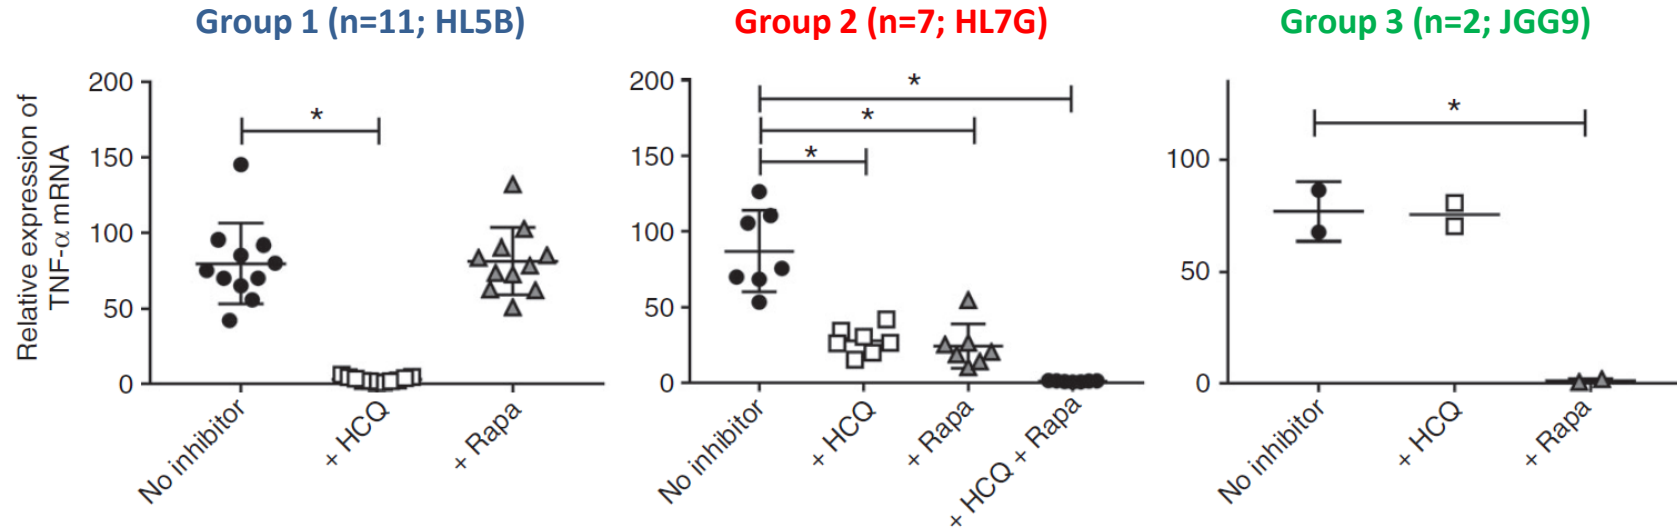 Group 1 (n=11; HL5B)
Group 2 (n=7; HL7G)
Group 3 (n=2; JGG9)
Relative expression of
TNF-α mRNA
200
150
100
50
0
*
No inhibitor
+ HCQ
+ Rapa
200
150
100
50
0
*
*
*
No inhibitor
+ HCQ
+ Rapa
+ HCQ + Rapa
100
50
0
*
No inhibitor
+ HCQ
+ Rapa